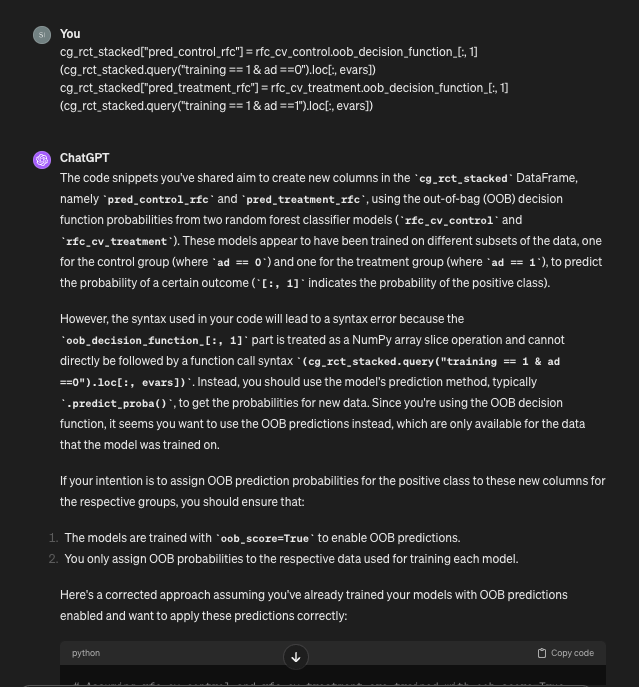 You
cg_rct_stacked["pred_control_rfc"] = rfc_cv_control.oob_decision_function_[:, 1]
(cg_rct_stacked.query("training == 1 & ad ==0").loc[:, evars])
cg_rct_stacked["pred_treatment_rfc"] = rfc_cv_treatment.oob_decision_function_[:, 1]
(cg_rct_stacked.query("training == 1 & ad ==1").loc[:, evars])
ChatGPT
The code snippets you've shared aim to create new columns in the `cg_rct_stacked` DataFrame,
namely `pred_control_rfc` and `pred_treatment_rfc`, using the out-of-bag (OOB) decision
function probabilities from two random forest classifier models (`rfc_cv_control` and
`rfc_cv_treatment`). These models appear to have been trained on different subsets of the data, one
for the control group (where `ad == 0`) and one for the treatment group (where `ad == 1`), to predict
the probability of a certain outcome (`[:, 1]` indicates the probability of the positive class).
However, the syntax used in your code will lead to a syntax error because the
`oob_decision_function_[:, 1]` part is treated as a NumPy array slice operation and cannot
directly be followed by a function call syntax `(cg_rct_stacked.query("training == 1 & ad
==0").loc[:, evars])`. Instead, you should use the model's prediction method, typically
`.predict_proba()`, to get the probabilities for new data. Since you're using the OOB decision
function, it seems you want to use the OOB predictions instead, which are only available for the data
that the model was trained on.
If your intention is to assign OOB prediction probabilities for the positive class to these new columns for
the respective groups, you should ensure that:
1. The models are trained with `oob_score=True` to enable OOB predictions.
2. You only assign OOB probabilities to the respective data used for training each model.
Here's a corrected approach assuming you've already trained your models with OOB predictions
enabled and want to apply these predictions correctly:
python Copy code